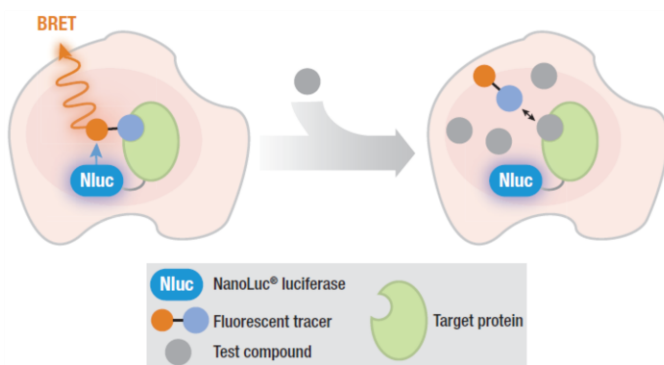 BRET
Nluc
Nluc
Nluc NanoLuc® luciferase
Fluorescent tracer
Test compound
Target protein